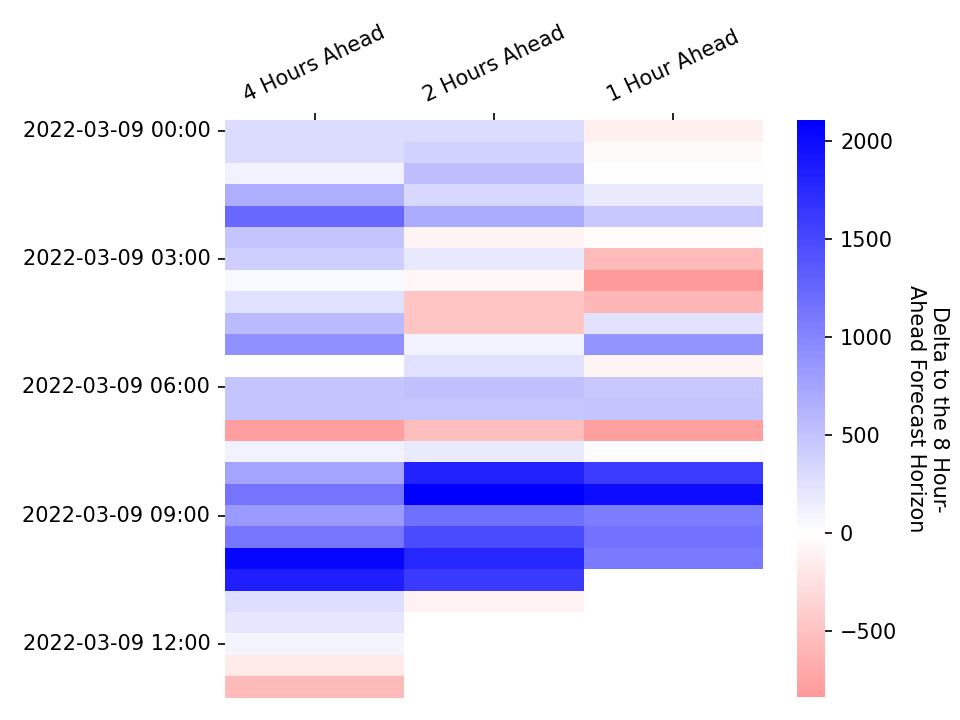 4 Hours Ahead
2 Hours Ahead
1 Hour Ahead
2022-03-09 00:00
2022-03-09 03:00
2022-03-09 06:00
2022-03-09 09:00
2022-03-09 12:00
2000
1500
1000
500
0
−500
Delta to the 8 Hour-
Ahead Forecast Horizon